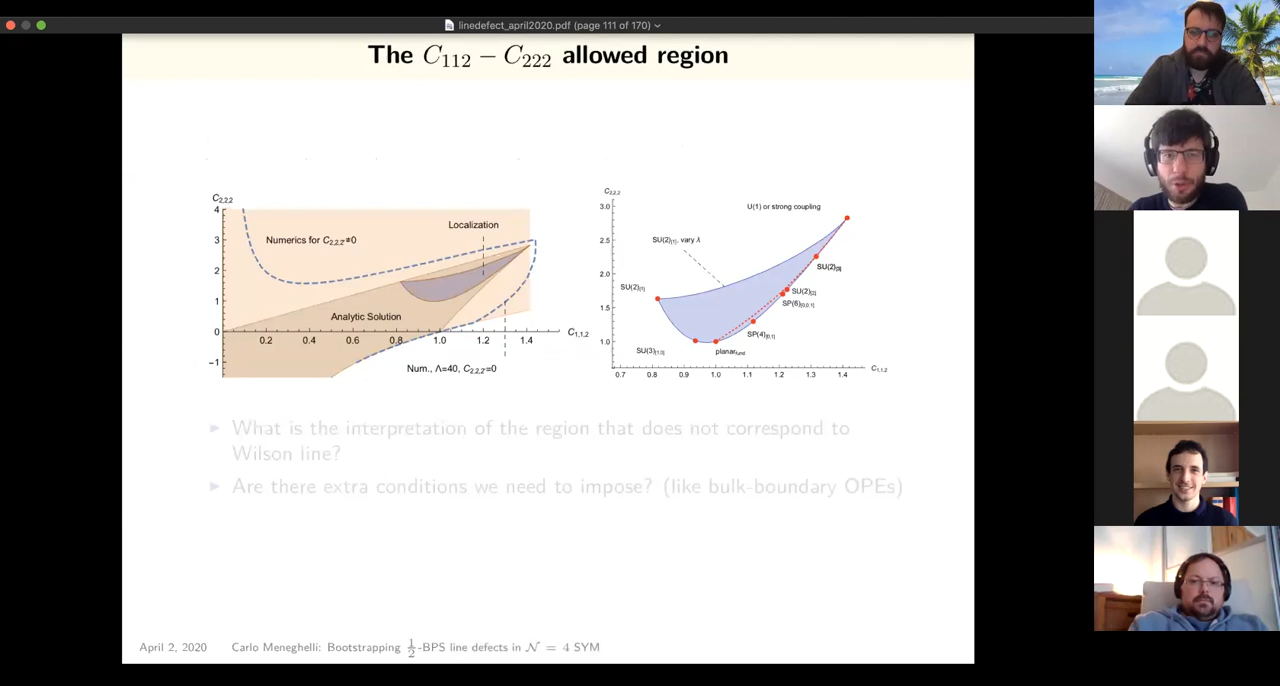 linedefect_april2020.pdf (page 111 of 170)
The C112 − C222 allowed region
C2,2,2
4
3
2
1
0
−1
0.2 0.4 0.6 0.8 1.0 1.2 1.4
C1,1,2
Localization
Numerics for C2,2,2'≠0
Analytic Solution
Num., Λ=40, C2,2,2'=0
C2,2,2
3.0
2.5
2.0
1.5
1.0
0.7 0.8 0.9 1.0 1.1 1.2 1.3 1.4
C1,1,2
U(1) or strong coupling
SU(2)[1], vary λ
SU(2)[3]
SU(2)[1]
SU(2)[2]
SP(6)[0,0,1]
SP(4)[0,1]
SU(3)[1,3]
planar
What is the interpretation of the region that does not correspond to
Wilson line?
Are there extra conditions we need to impose? (like bulk-boundary OPEs)
April 2, 2020 Carlo Meneghelli: Bootstrapping 1/2-BPS line defects in N = 4 SYM